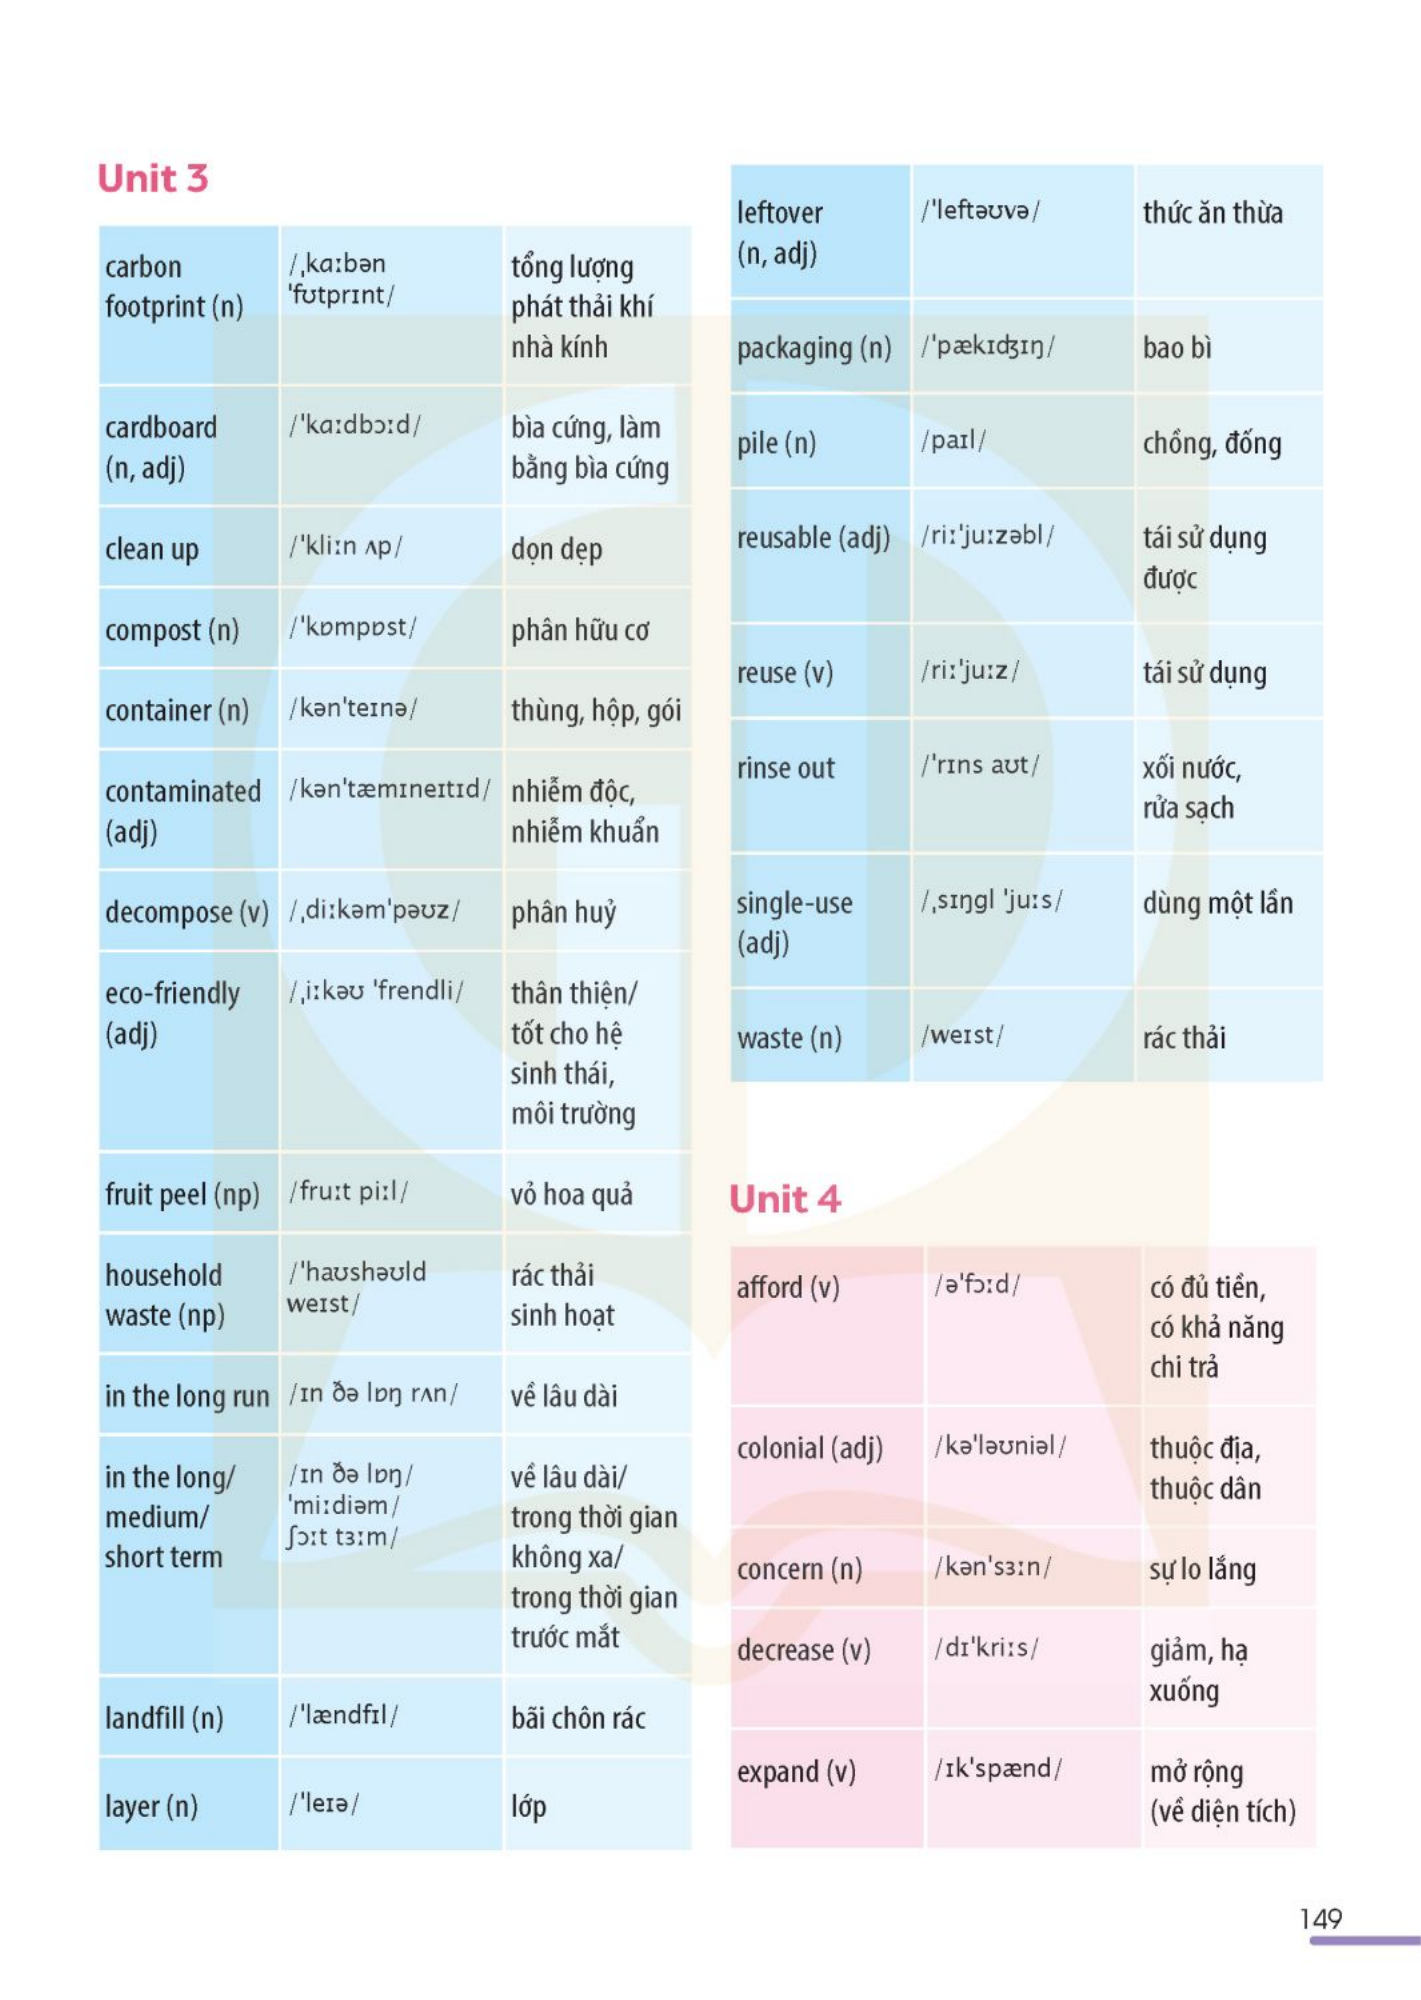 Unit 3
carbon /ˌkɑːbən tổng lượng
footprint (n) ˈfʊtprɪnt/ phát thải khí
nhà kính
cardboard /ˈkɑːdbɔːd/ bìa cứng, làm
(n, adj) bằng bìa cứng
clean up /ˈkliːn ʌp/ dọn dẹp
compost (n) /ˈkɒmpɒst/ phân hữu cơ
container (n) /kənˈteɪnə/ thùng, hộp, gói
contaminated /kənˈtæmɪneɪtɪd/ nhiễm độc,
(adj) nhiễm khuẩn
decompose (v) /ˌdiːkəmˈpəʊz/ phân huỷ
eco-friendly /ˌiːkəʊ ˈfrendli/ thân thiện/
(adj) tốt cho hệ
sinh thái,
môi trường
fruit peel (np) /fruːt piːl/ vỏ hoa quả
household /ˈhaʊshəʊld rác thải
waste (np) weɪst/ sinh hoạt
in the long run /ɪn ðə lɒŋ rʌn/ về lâu dài
in the long/ /ɪn ðə lɒŋ/ về lâu dài/
medium/ ˈmiːdiəm/ trong thời gian
short term ʃɔːt tɜːm/ không xa/
trong thời gian
trước mắt
landfill (n) /ˈlændfɪl/ bãi chôn rác
layer (n) /ˈleɪə/ lớp
leftover /ˈleftəʊvə/ thức ăn thừa
(n, adj)
packaging (n) /ˈpækɪdʒɪŋ/ bao bì
pile (n) /paɪl/ chồng, đống
reusable (adj) /riːˈjuːzəbl/ tái sử dụng
được
reuse (v) /riːˈjuːz/ tái sử dụng
rinse out /ˈrɪns aʊt/ xối nước,
rửa sạch
single-use /ˌsɪŋgl ˈjuːs/ dùng một lần
(adj)
waste (n) /weɪst/ rác thải
Unit 4
afford (v) /əˈfɔːd/ có đủ tiền,
có khả năng
chi trả
colonial (adj) /kəˈləʊniəl/ thuộc địa,
thuộc dân
concern (n) /kənˈsɜːn/ sự lo lắng
decrease (v) /dɪˈkriːs/ giảm, hạ
xuống
expand (v) /ɪkˈspænd/ mở rộng
(về diện tích)
149